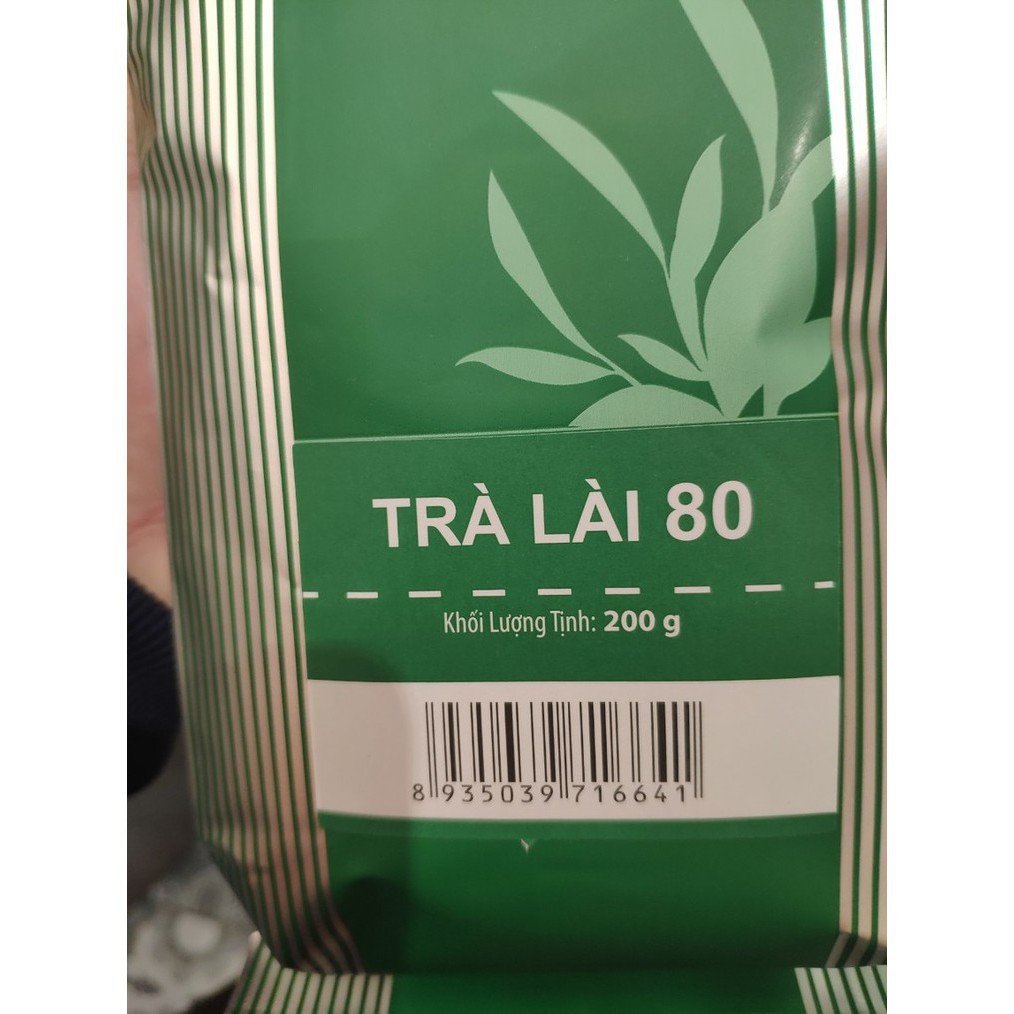 TRÀ LÀI 80
Khối Lượng Tịnh: 200 g
8 935039 716641